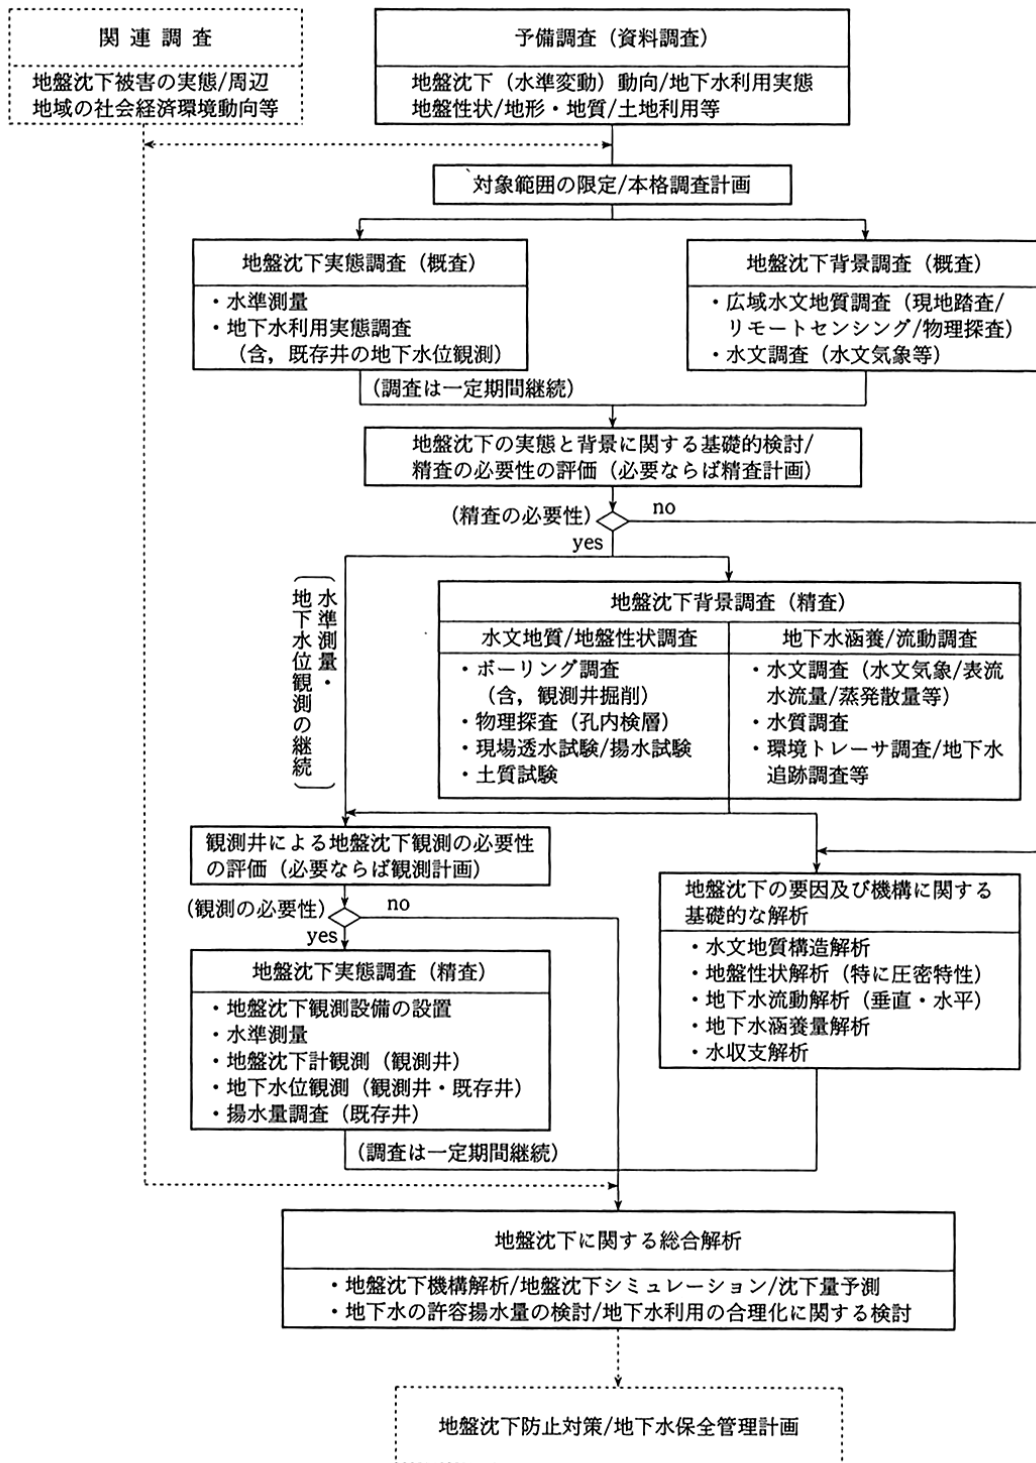 関連調査
地盤沈下被害の実態/周辺
地域の社会経済環境動向等
予備調査（資料調査）
地盤沈下（水準変動）動向/地下水利用実態
地盤性状/地形・地質/土地利用等
対象範囲の限定/本格調査計画
地盤沈下実態調査（概査）
・水準測量
・地下水利用実態調査
（含，既存井の地下水位観測）
地盤沈下背景調査（概査）
・広域水文地質調査（現地踏査/
リモートセンシング/物理探査）
・水文調査（水文気象等）
（調査は一定期間継続）
地盤沈下の実態と背景に関する基礎的検討/
精査の必要性の評価（必要ならば精査計画）
（精査の必要性）
no
yes
水準測量・
地下水位観測の継続
地盤沈下背景調査（精査）
水文地質/地盤性状調査
・ボーリング調査
（含，観測井掘削）
・物理探査（孔内検層）
・現場透水試験/揚水試験
・土質試験
地下水涵養/流動調査
・水文調査（水文気象/表流
水流量/蒸発散量等）
・水質調査
・環境トレーサ調査/地下水
追跡調査等
観測井による地盤沈下観測の必要性
の評価（必要ならば観測計画）
（観測の必要性）
no
yes
地盤沈下実態調査（精査）
・地盤沈下観測設備の設置
・水準測量
・地盤沈下計観測（観測井）
・地下水位観測（観測井・既存井）
・揚水量調査（既存井）
（調査は一定期間継続）
地盤沈下の要因及び機構に関する
基礎的な解析
・水文地質構造解析
・地盤性状解析（特に圧密特性）
・地下水流動解析（垂直・水平）
・地下水涵養量解析
・水収支解析
地盤沈下に関する総合解析
・地盤沈下機構解析/地盤沈下シミュレーション/沈下量予測
・地下水の許容揚水量の検討/地下水利用の合理化に関する検討
地盤沈下防止対策/地下水保全管理計画